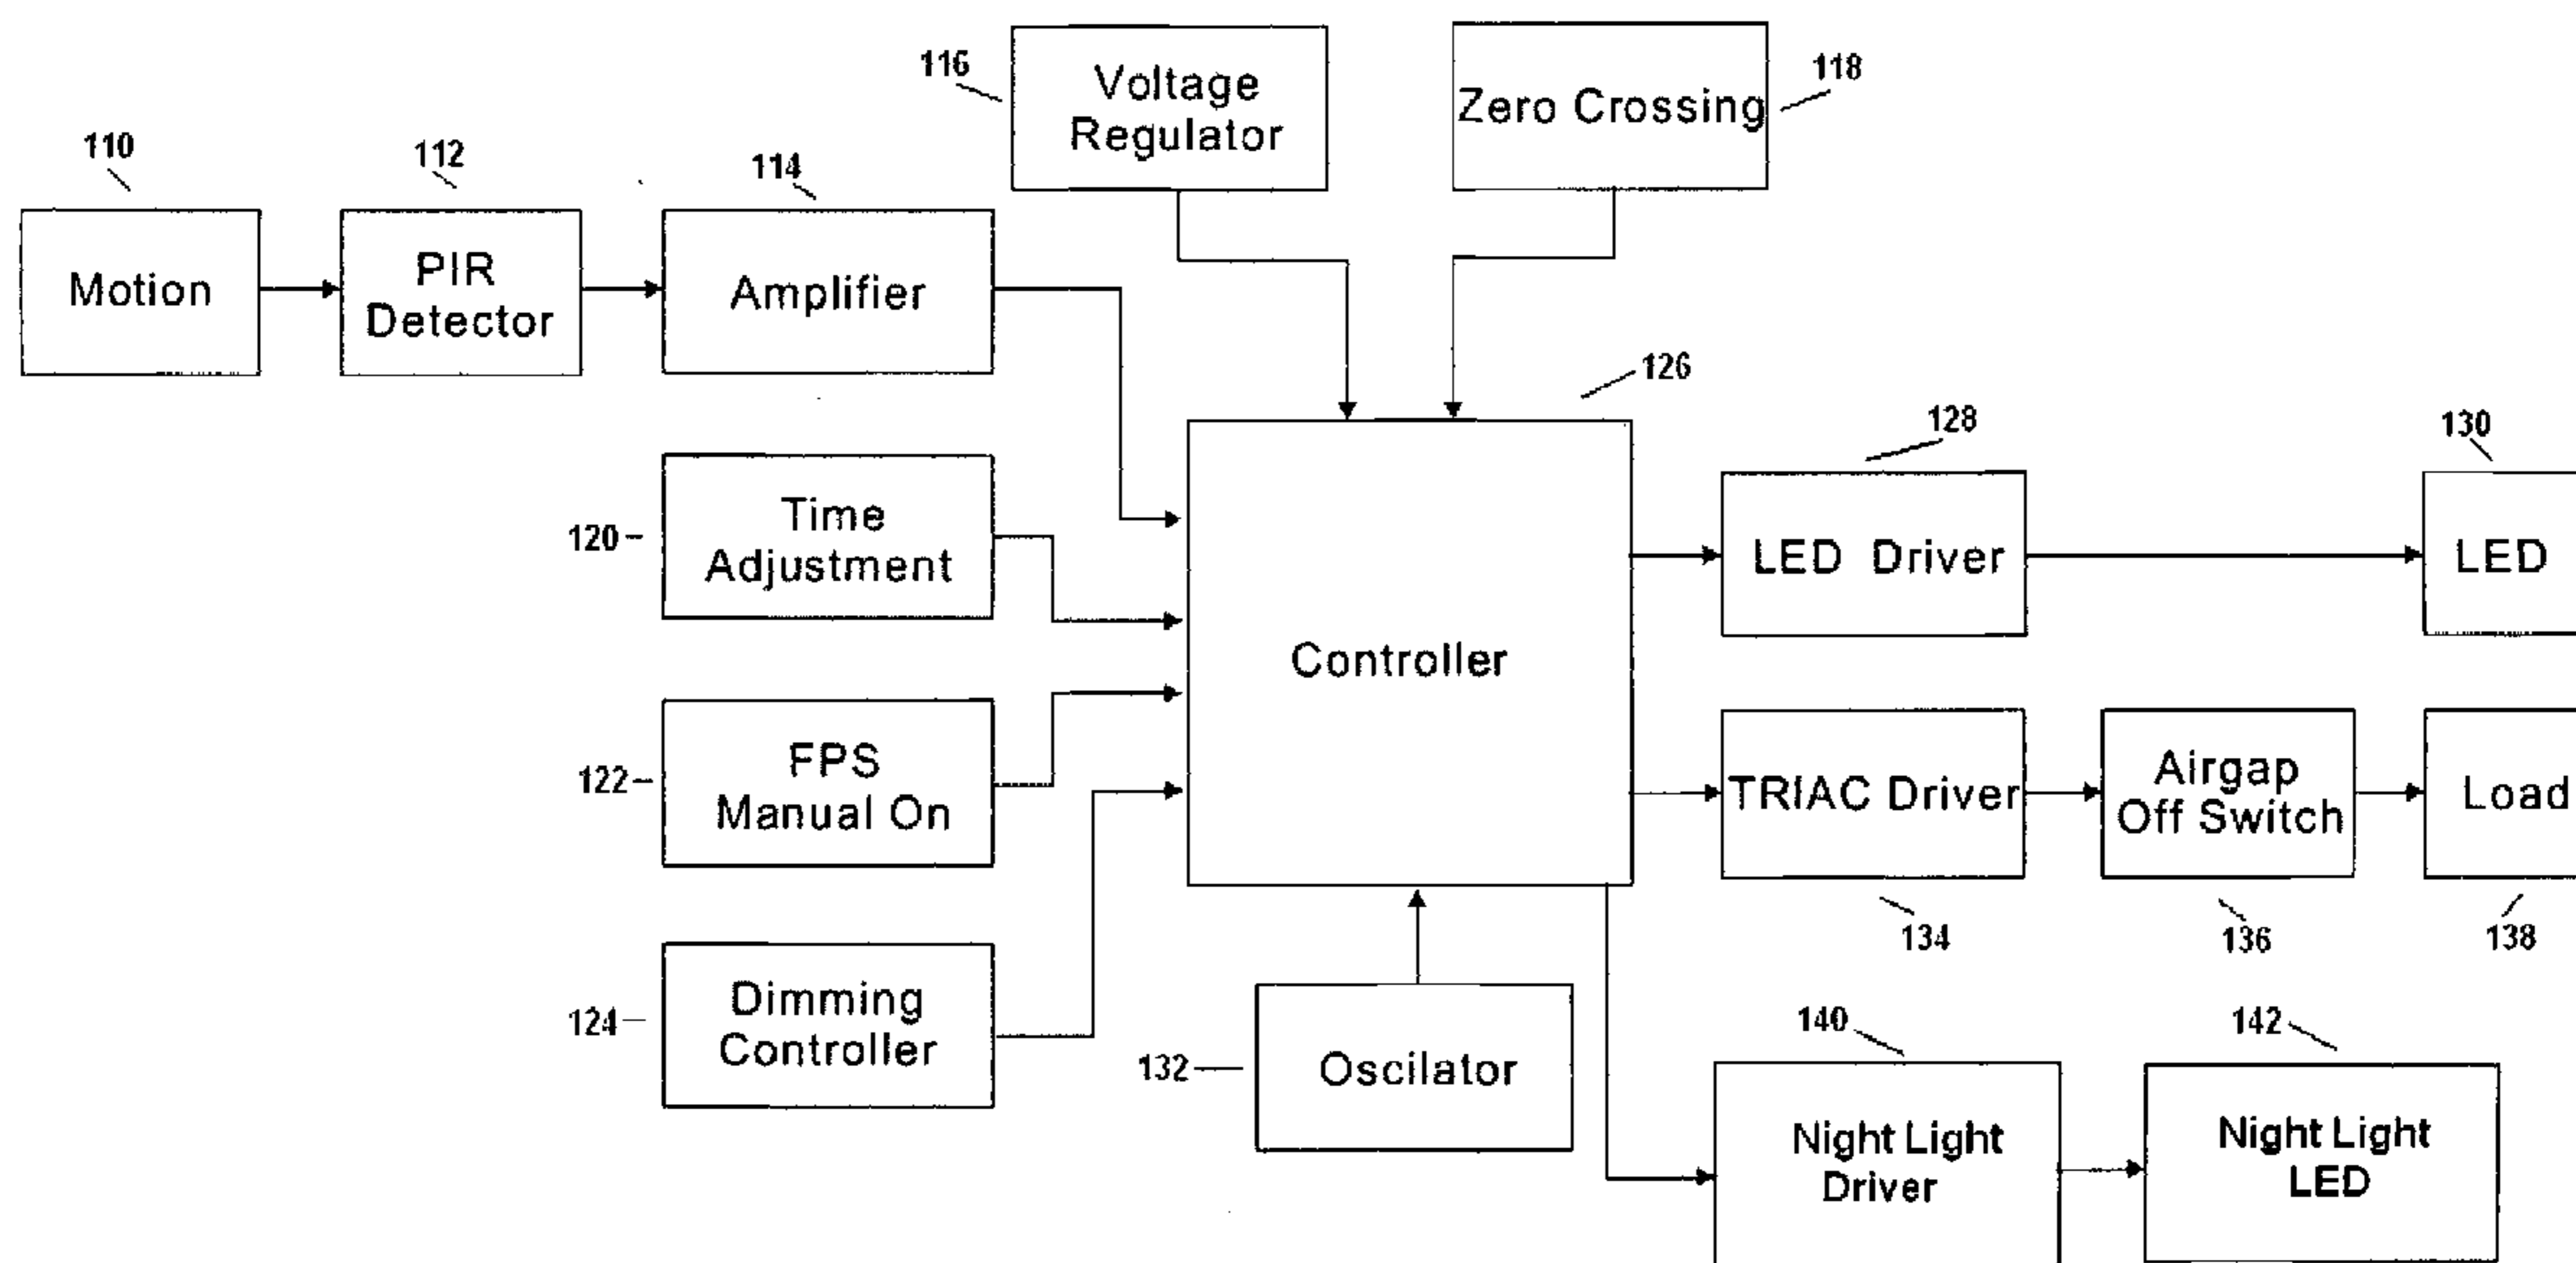 116
Voltage
Regulator
Zero Crossing
118
110
112
114
Motion
PIR
Detector
Amplifier
126
128
130
120
Time
Adjustment
LED Driver
LED
Controller
122
FPS
Manual On
TRIAC Driver
Airgap
Off Switch
Load
134
136
138
124
Dimming
Controller
132
Oscilator
140
142
Night Light
Driver
Night Light
LED